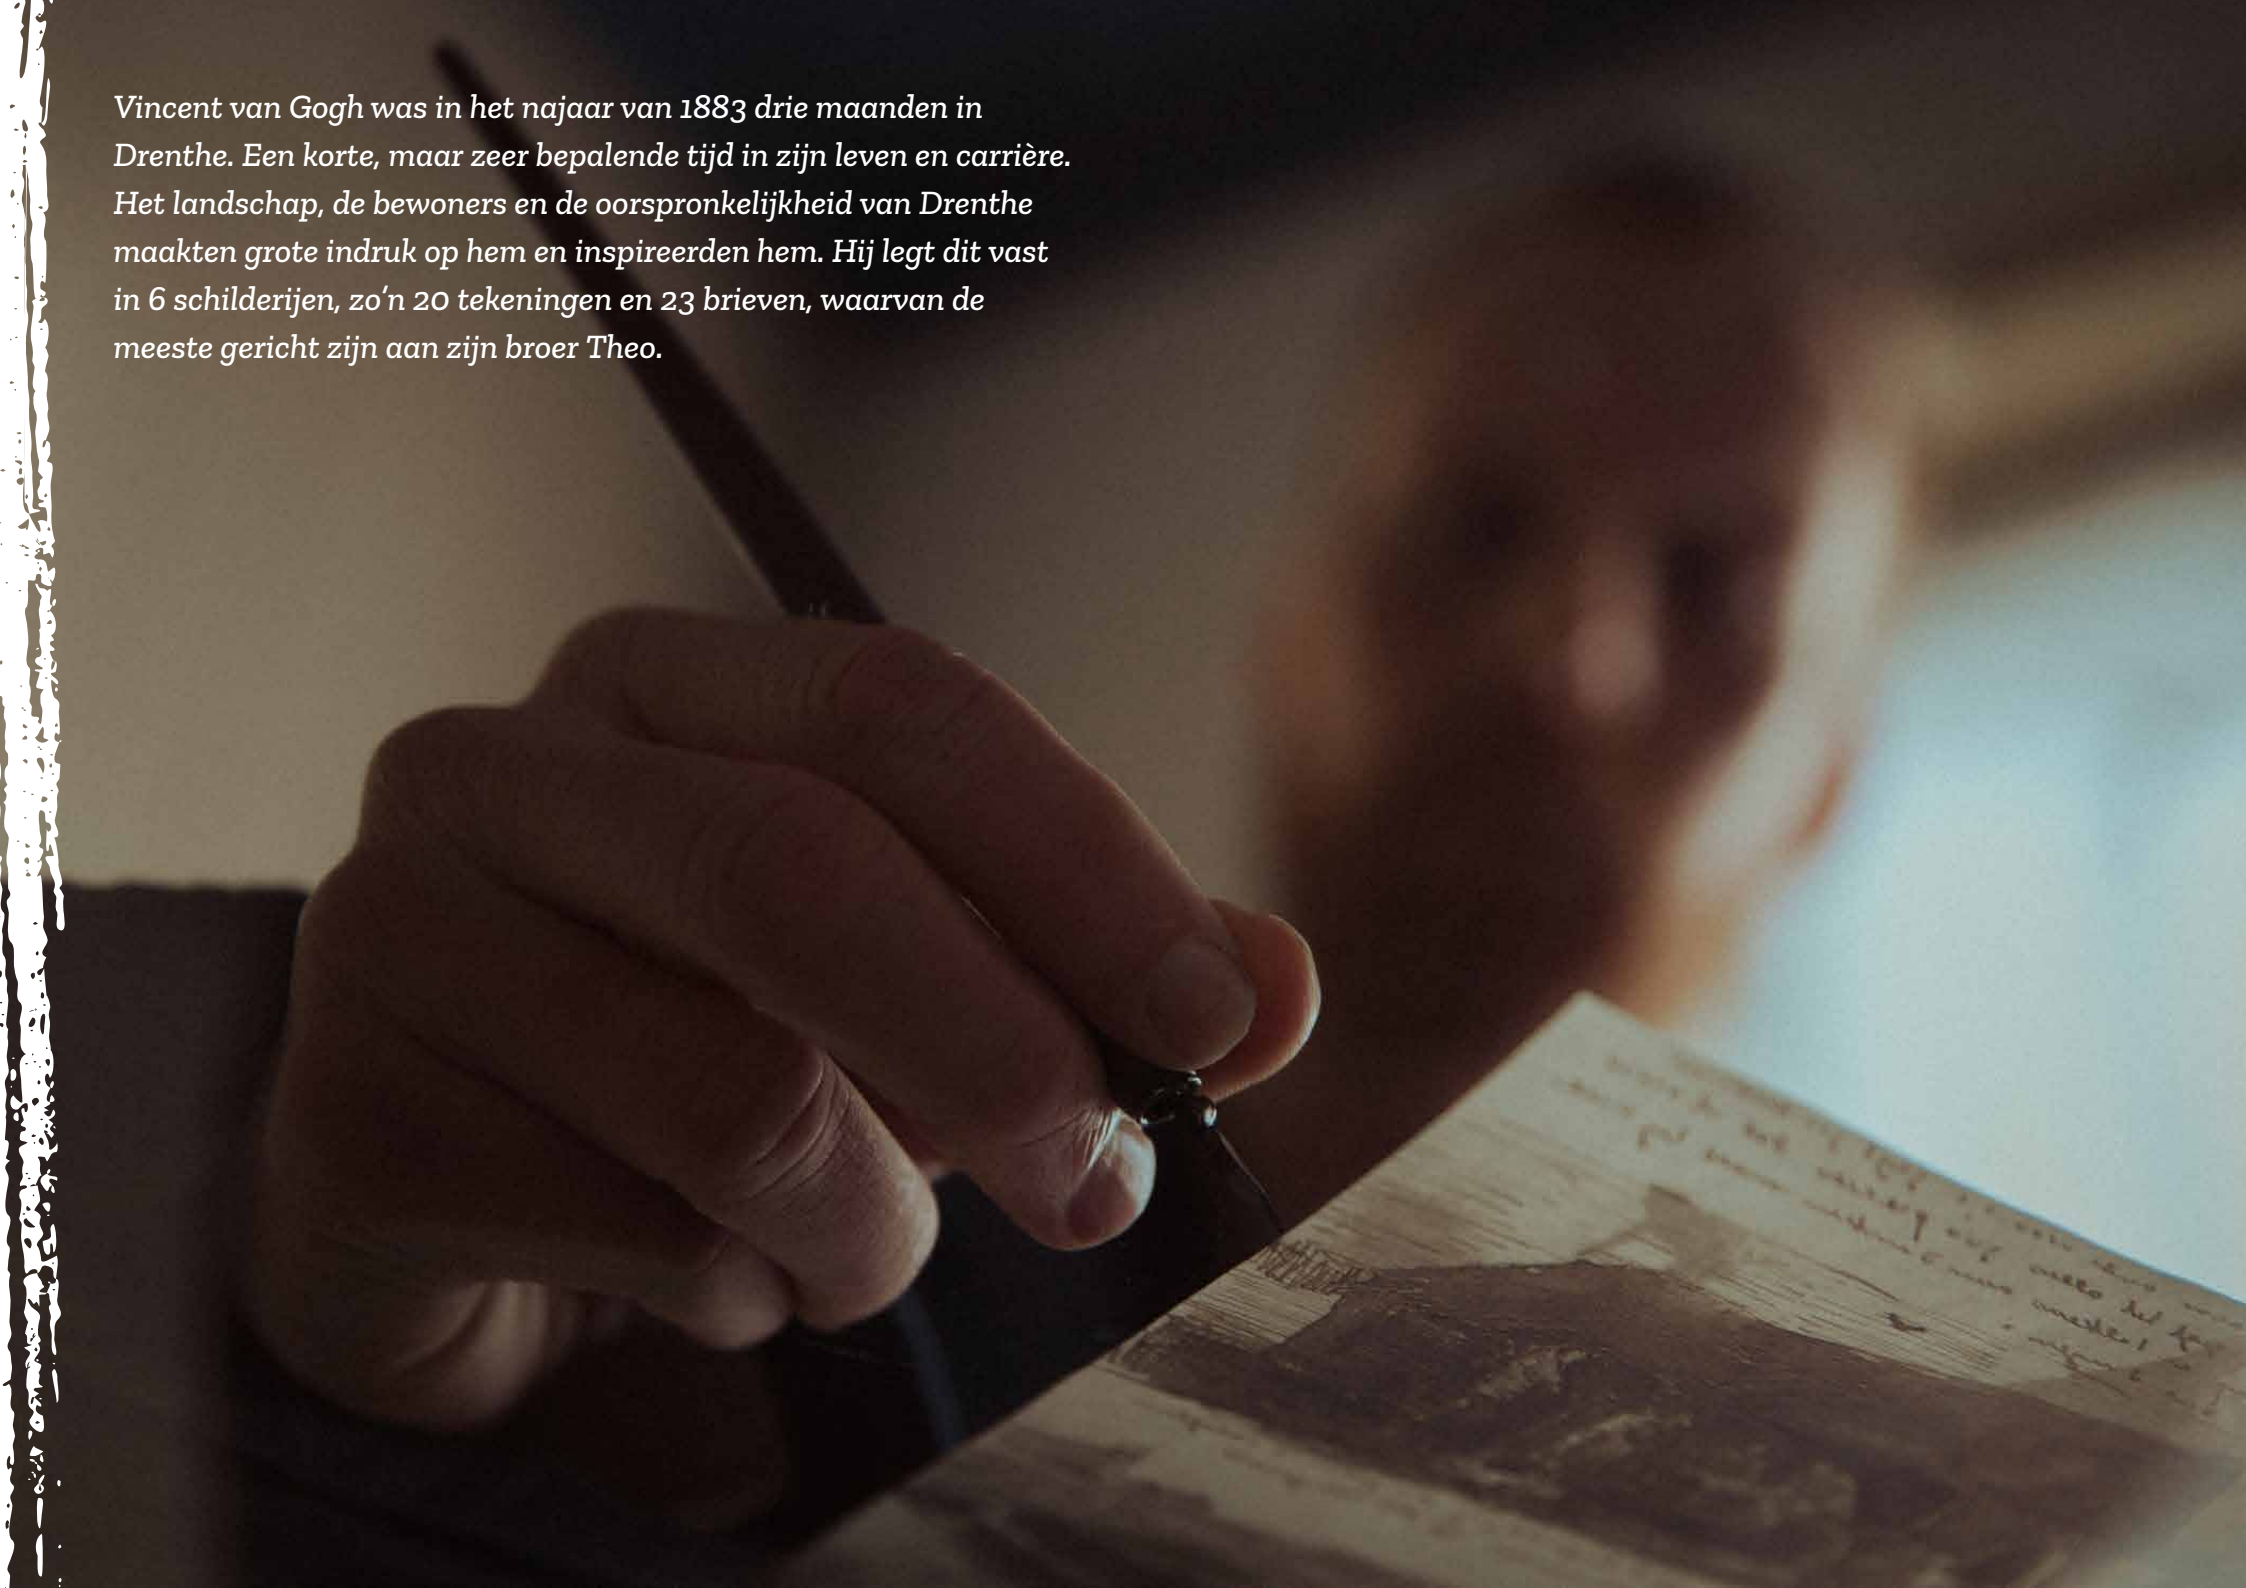 Vincent van Gogh was in het najaar van 1883 drie maanden in
Drenthe. Een korte, maar zeer bepalende tijd in zijn leven en carrière.
Het landschap, de bewoners en de oorspronkelijkheid van Drenthe
maakten grote indruk op hem en inspireerden hem. Hij legt dit vast
in 6 schilderijen, zo'n 20 tekeningen en 23 brieven, waarvan de
meeste gericht zijn aan zijn broer Theo.